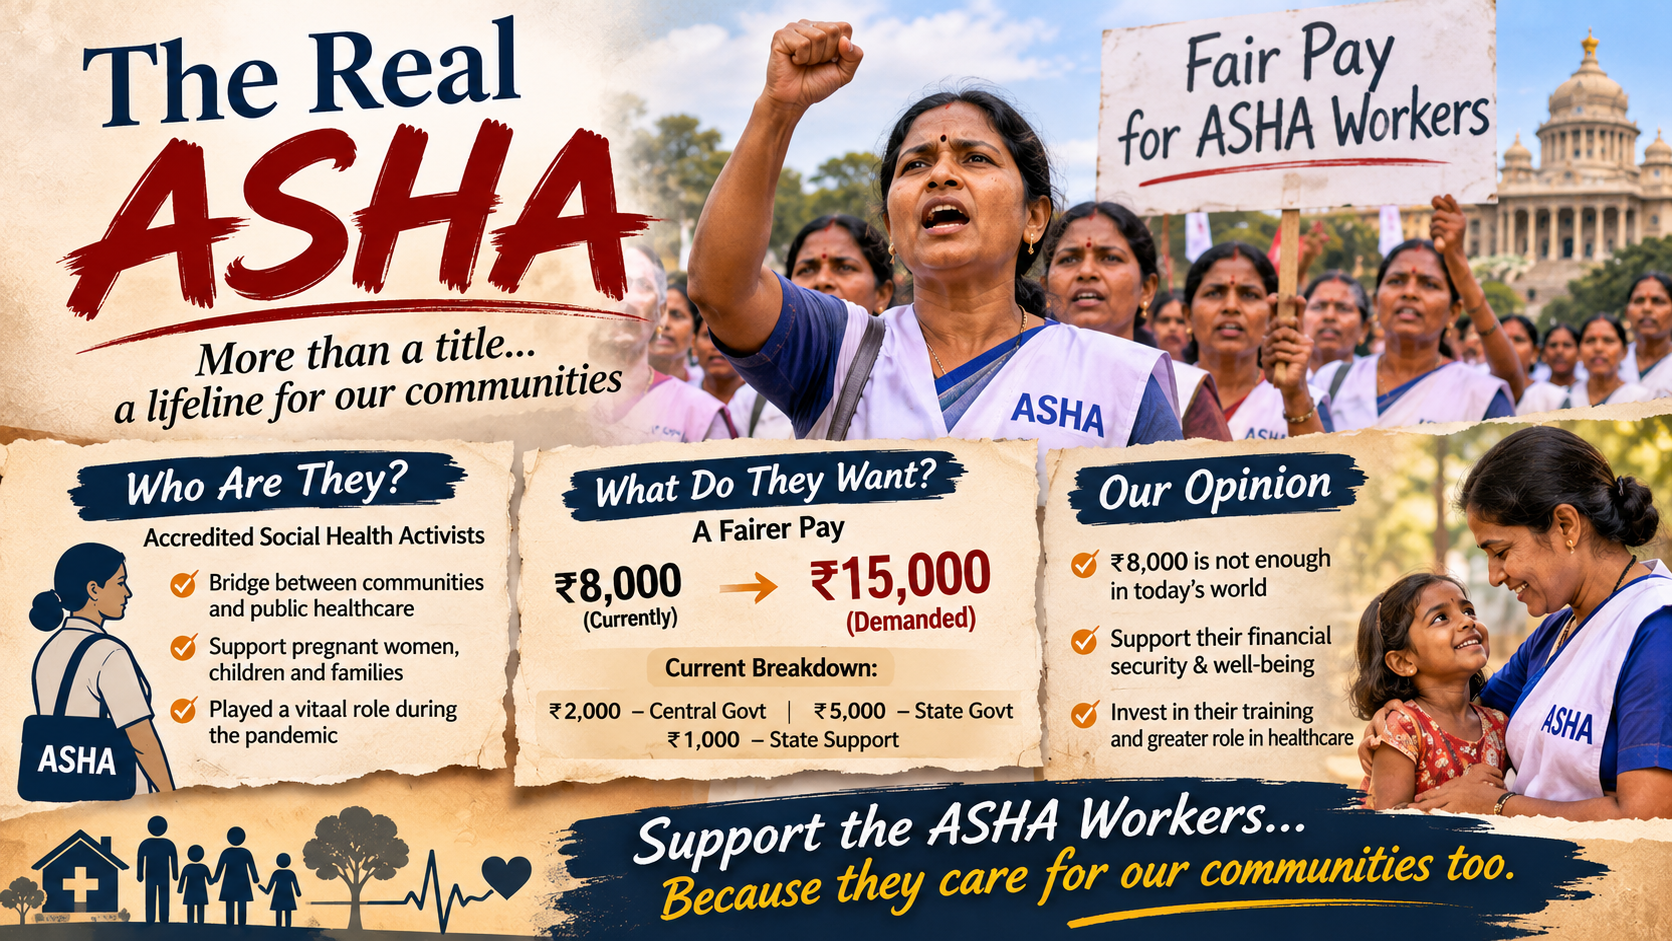 The Real
ASHA
More than a title...
a lifeline for our communities
Fair Pay
for ASHA Workers
ASHA
Who Are They?
Accredited Social Health Activists
Bridge between communities
and public healthcare
Support pregnant women,
children and families
Played a vitaal role during
the pandemic
ASHA
What Do They Want?
A Fairer Pay
₹8,000 → ₹15,000
(Currently) (Demanded)
Current Breakdown:
₹2,000 – Central Govt | ₹5,000 – State Govt
₹1,000 – State Support
Our Opinion
₹8,000 is not enough
in today's world
Support their financial
security & well-being
Invest in their training
and greater role in healthcare
ASHA
Support the ASHA Workers...
Because they care for our communities too.